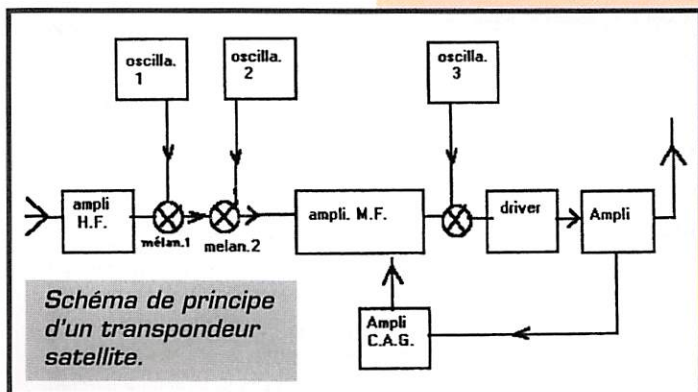 oscilla.
1
oscilla.
2
oscilla.
3
ampli
H.F.
mélan.1
melan.2
ampli. M.F.
driver
Ampli
Ampli
C.A.G.
Schéma de principe
d'un transpondeur
satellite.